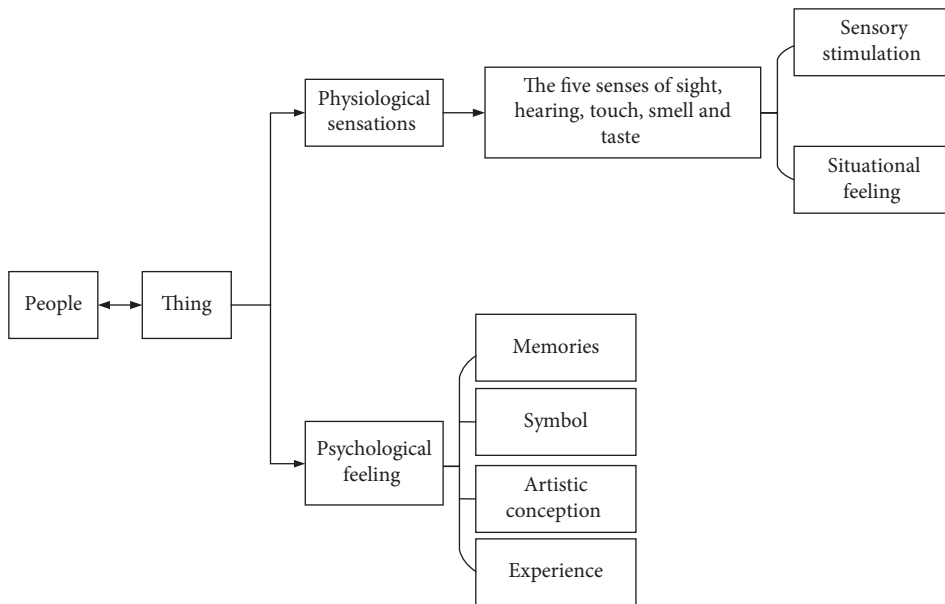 People
Thing
Physiological
sensations
The five senses of sight,
hearing, touch, smell and
taste
Sensory
stimulation
Situational
feeling
Psychological
feeling
Memories
Symbol
Artistic
conception
Experience